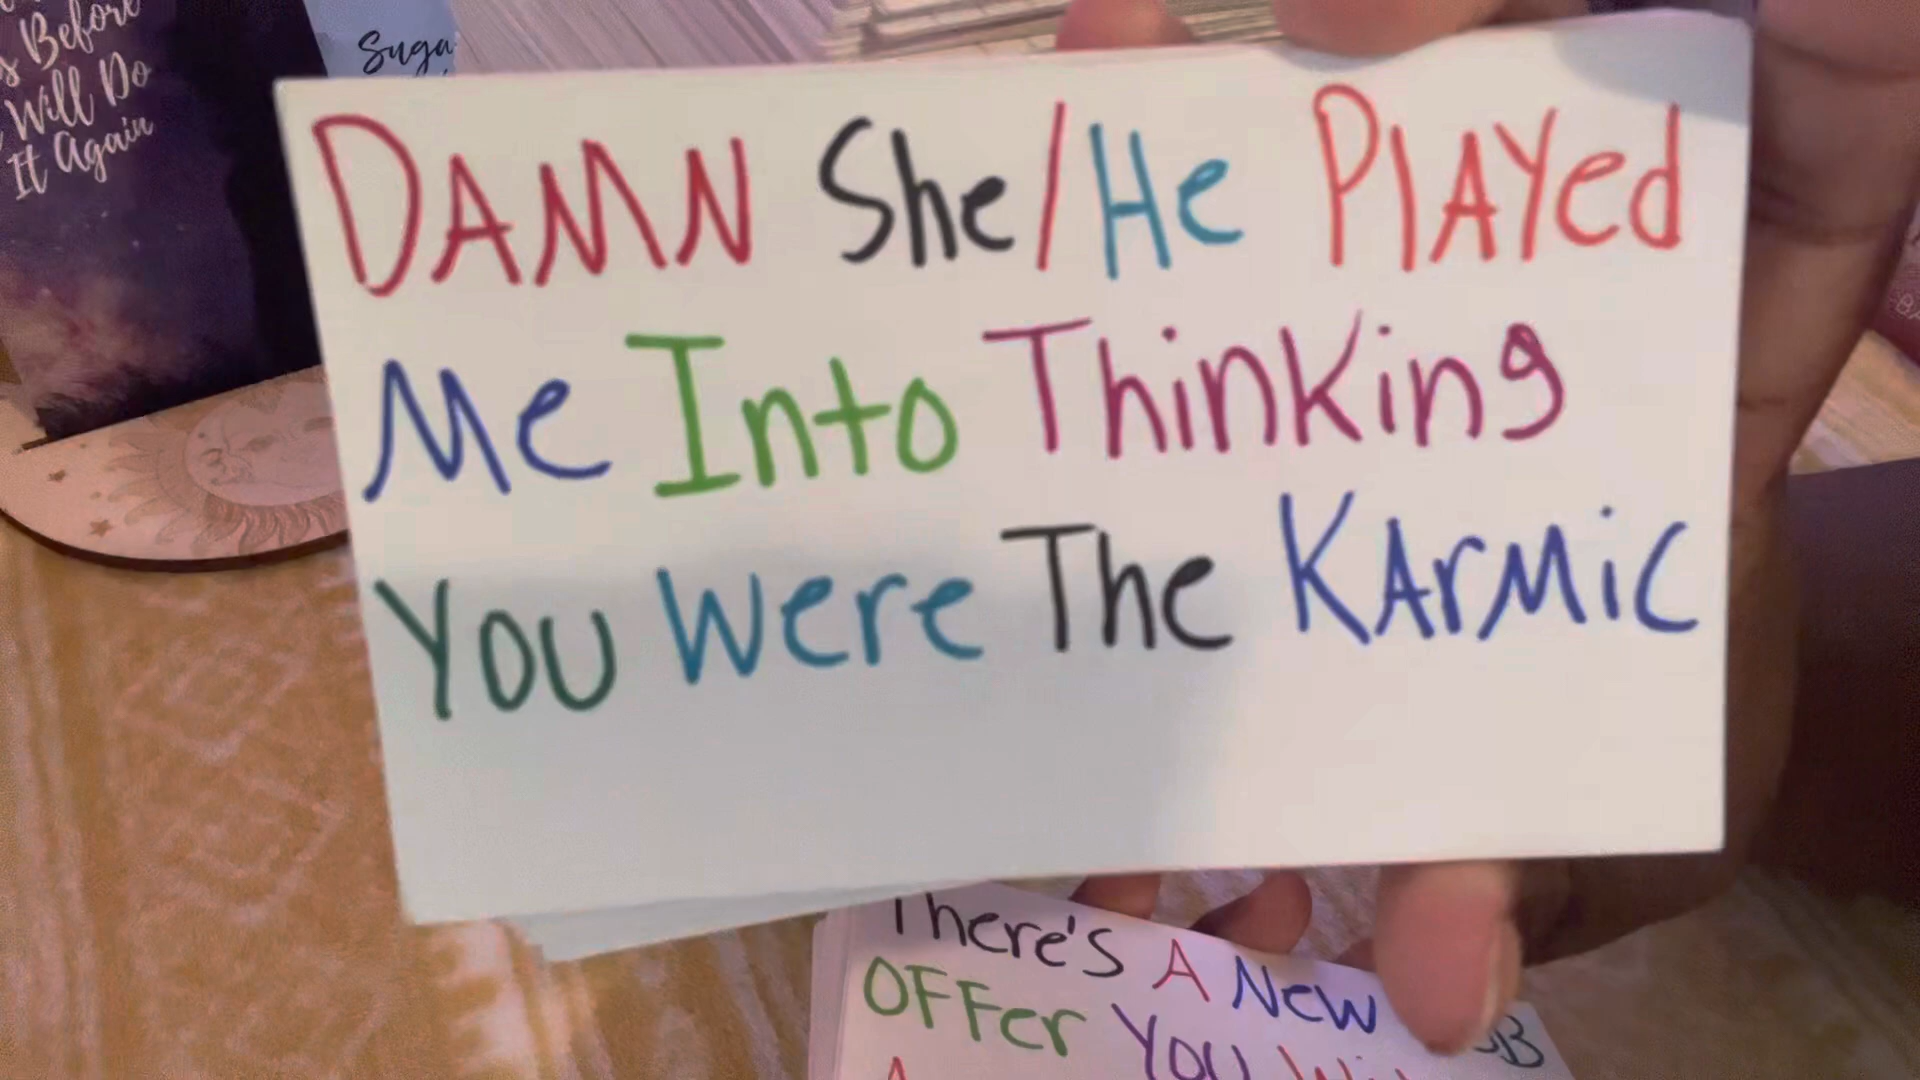 s Before
Will Do
It Again
Suga
DAMN She/He PlAYed
Me Into Thinking
You Were The KArMiC
There's A New
OFFer You